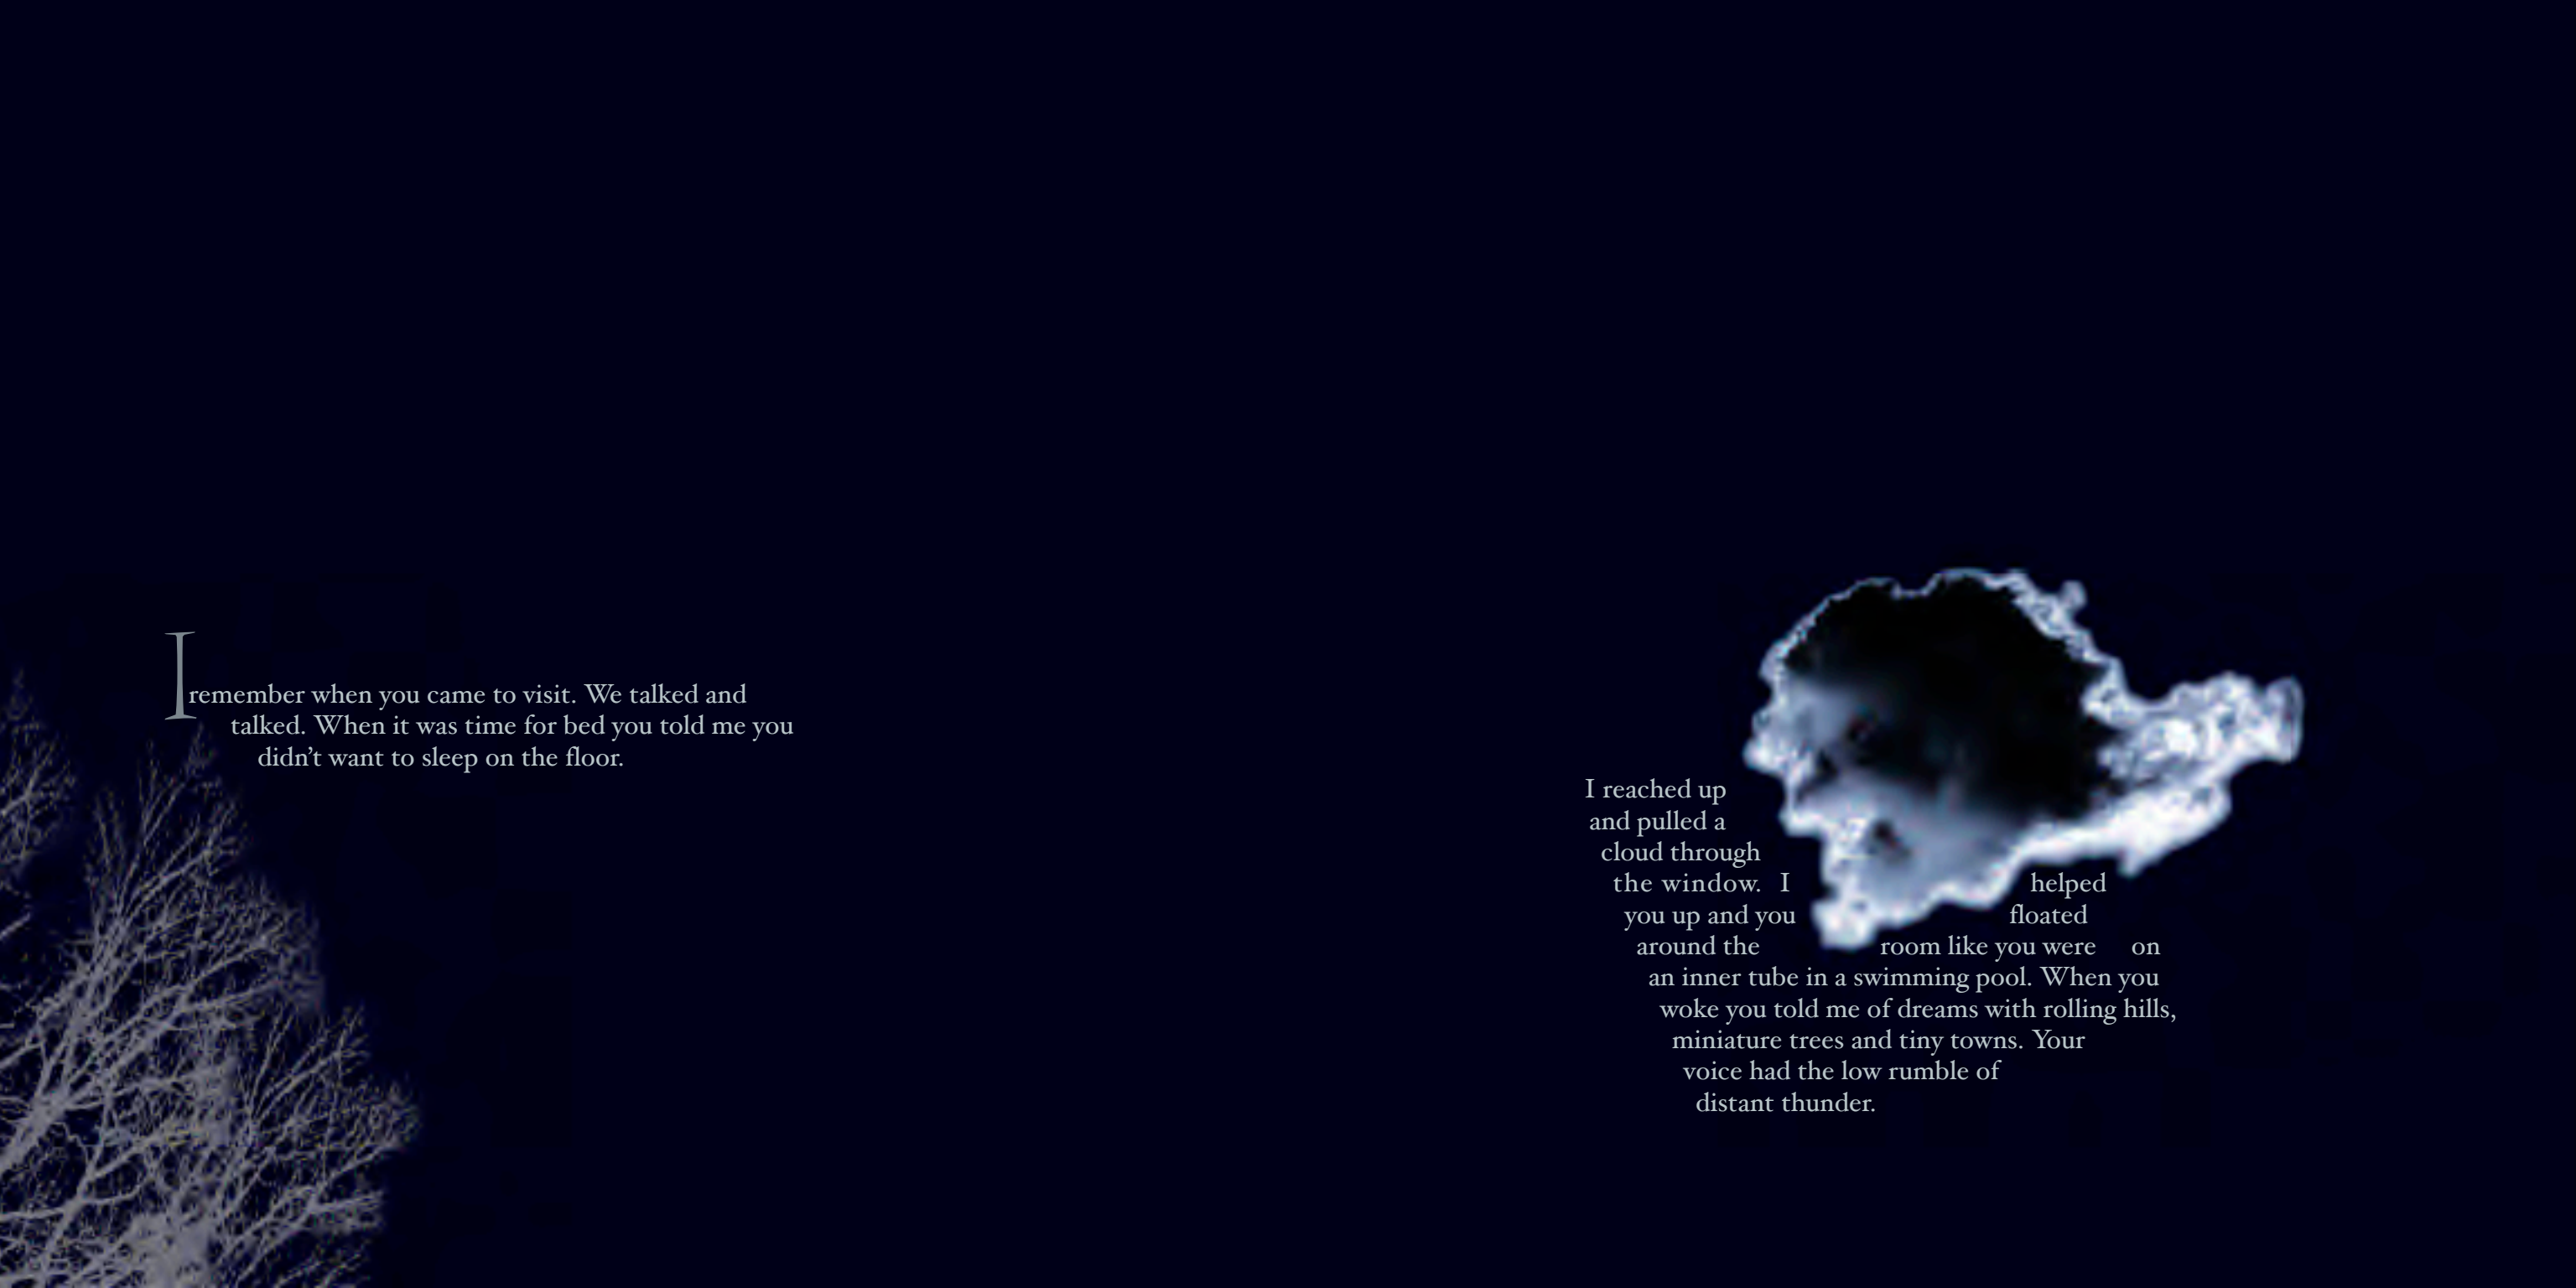 I remember when you came to visit. We talked and
talked. When it was time for bed you told me you
didn’t want to sleep on the floor.
I reached up
and pulled a
cloud through
the window. I helped
you up and you floated
around the room like you were on
an inner tube in a swimming pool. When you
woke you told me of dreams with rolling hills,
miniature trees and tiny towns. Your
voice had the low rumble of
distant thunder.